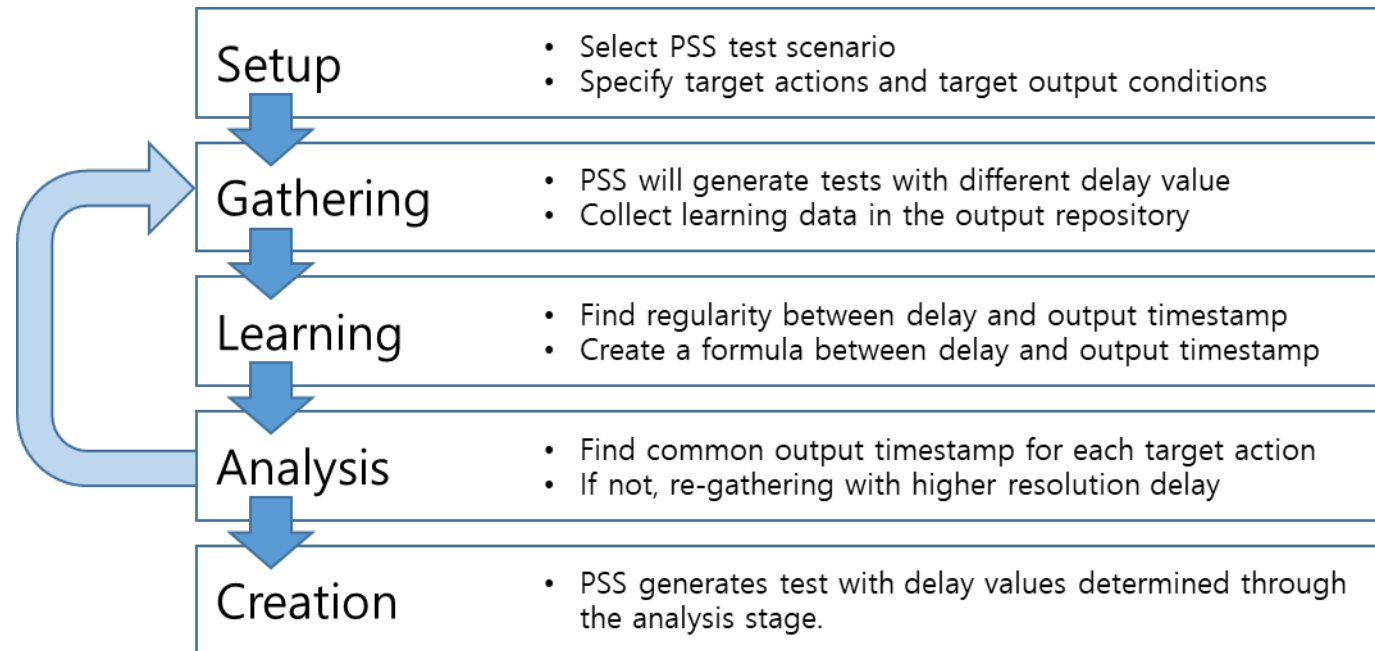 Setup
• Select PSS test scenario
• Specify target actions and target output conditions
Gathering
• PSS will generate tests with different delay value
• Collect learning data in the output repository
Learning
• Find regularity between delay and output timestamp
• Create a formula between delay and output timestamp
Analysis
• Find common output timestamp for each target action
• If not, re-gathering with higher resolution delay
Creation
• PSS generates test with delay values determined through
the analysis stage.